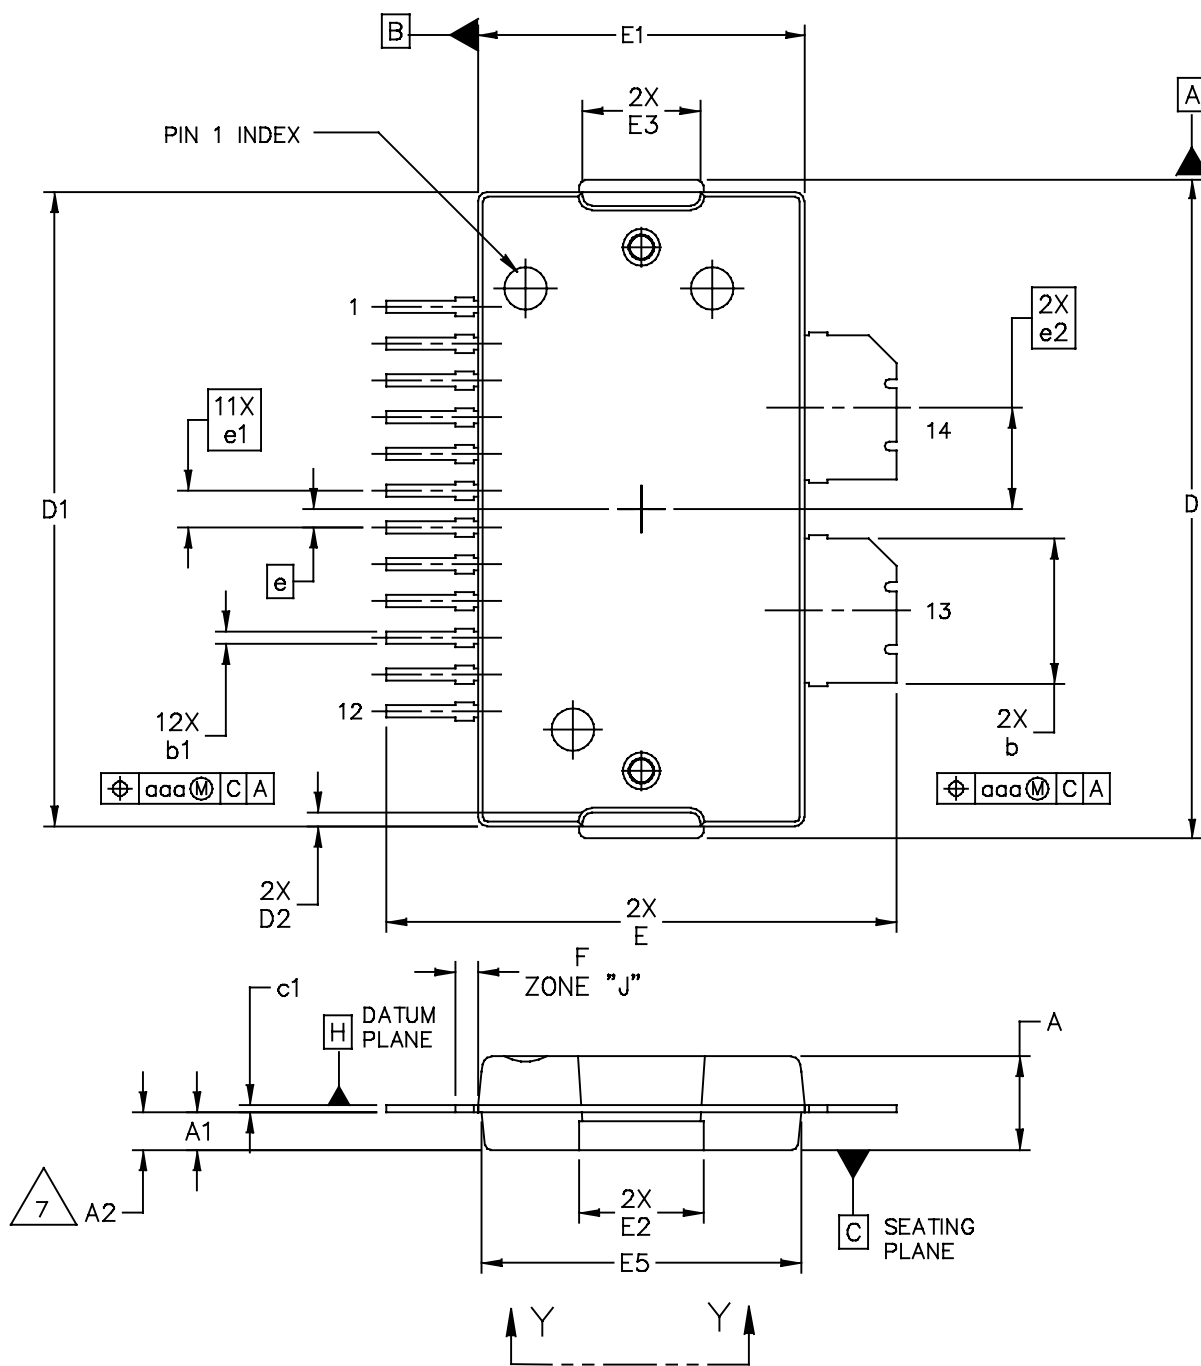 B
E1
2X
E3
A
PIN 1 INDEX
1
2X
e2
11X
e1
14
D1
D
e
13
12
12X
b1
2X
b
⌖ aaa Ⓜ C A
⌖ aaa Ⓜ C A
2X
D2
2X
E
F
ZONE "J"
c1
H
DATUM
PLANE
A
A1
7
A2
2X
E2
C
SEATING
PLANE
E5
Y
Y